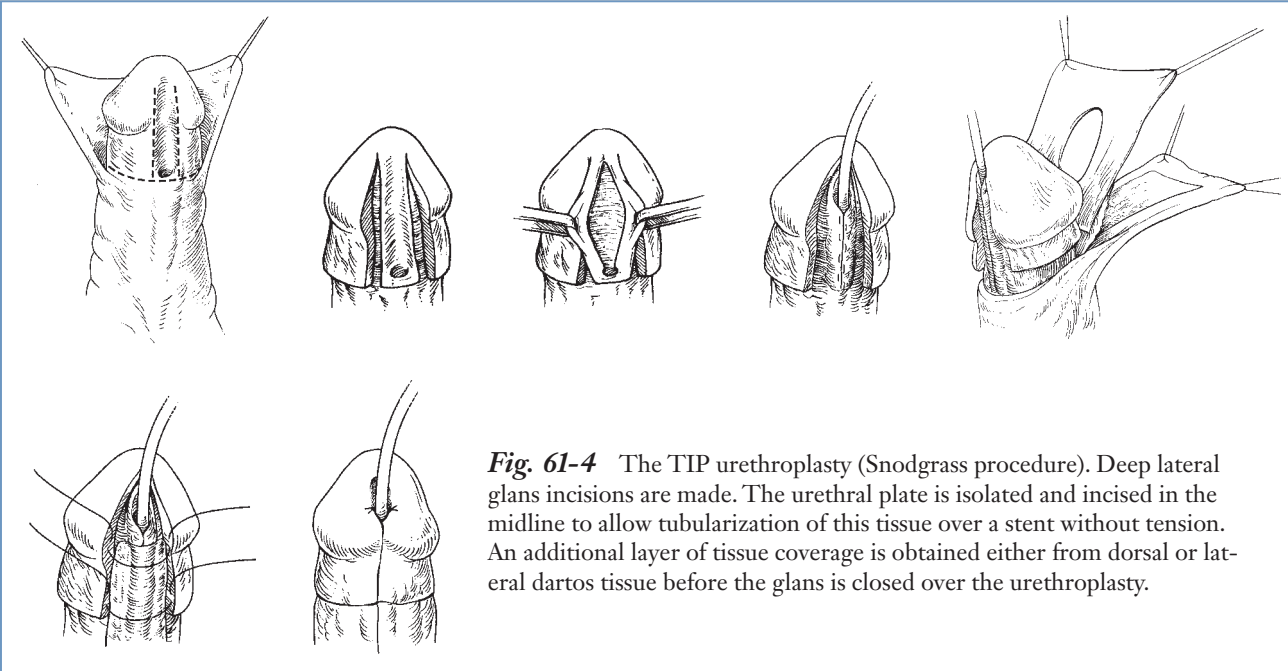 Fig. 61-4 The TIP urethroplasty (Snodgrass procedure). Deep lateral
glans incisions are made. The urethral plate is isolated and incised in the
midline to allow tubularization of this tissue over a stent without tension.
An additional layer of tissue coverage is obtained either from dorsal or lat-
eral dartos tissue before the glans is closed over the urethroplasty.